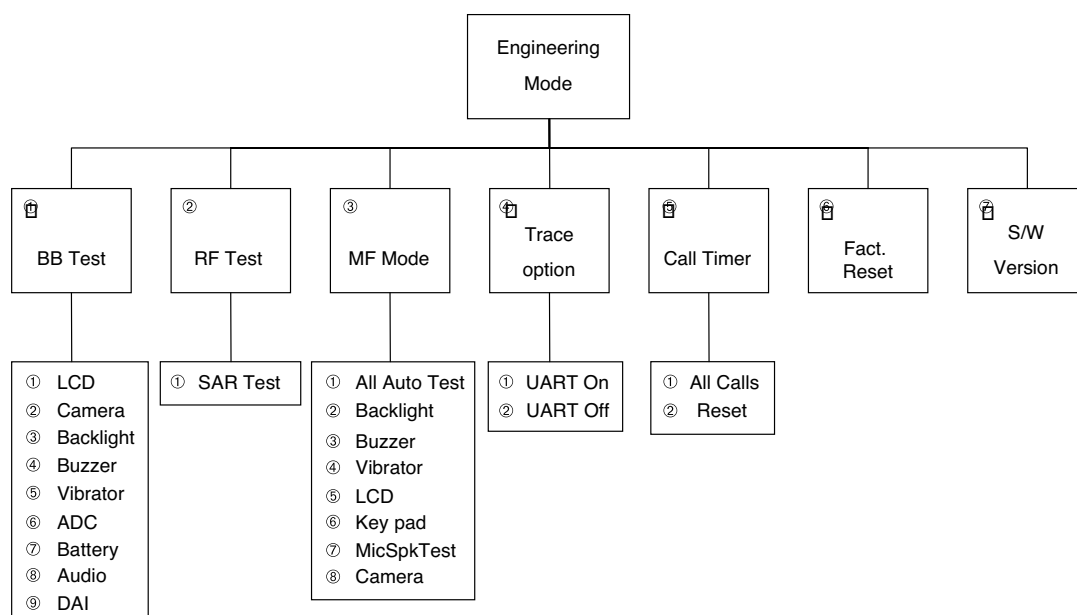 Engineering
Mode
①
BB Test
②
RF Test
③
MF Mode
④
Trace
option
⑤
Call Timer
⑥
Fact.
Reset
⑦
S/W
Version
① LCD
② Camera
③ Backlight
④ Buzzer
⑤ Vibrator
⑥ ADC
⑦ Battery
⑧ Audio
⑨ DAI
① SAR Test
① All Auto Test
② Backlight
③ Buzzer
④ Vibrator
⑤ LCD
⑥ Key pad
⑦ MicSpkTest
⑧ Camera
① UART On
② UART Off
① All Calls
② Reset